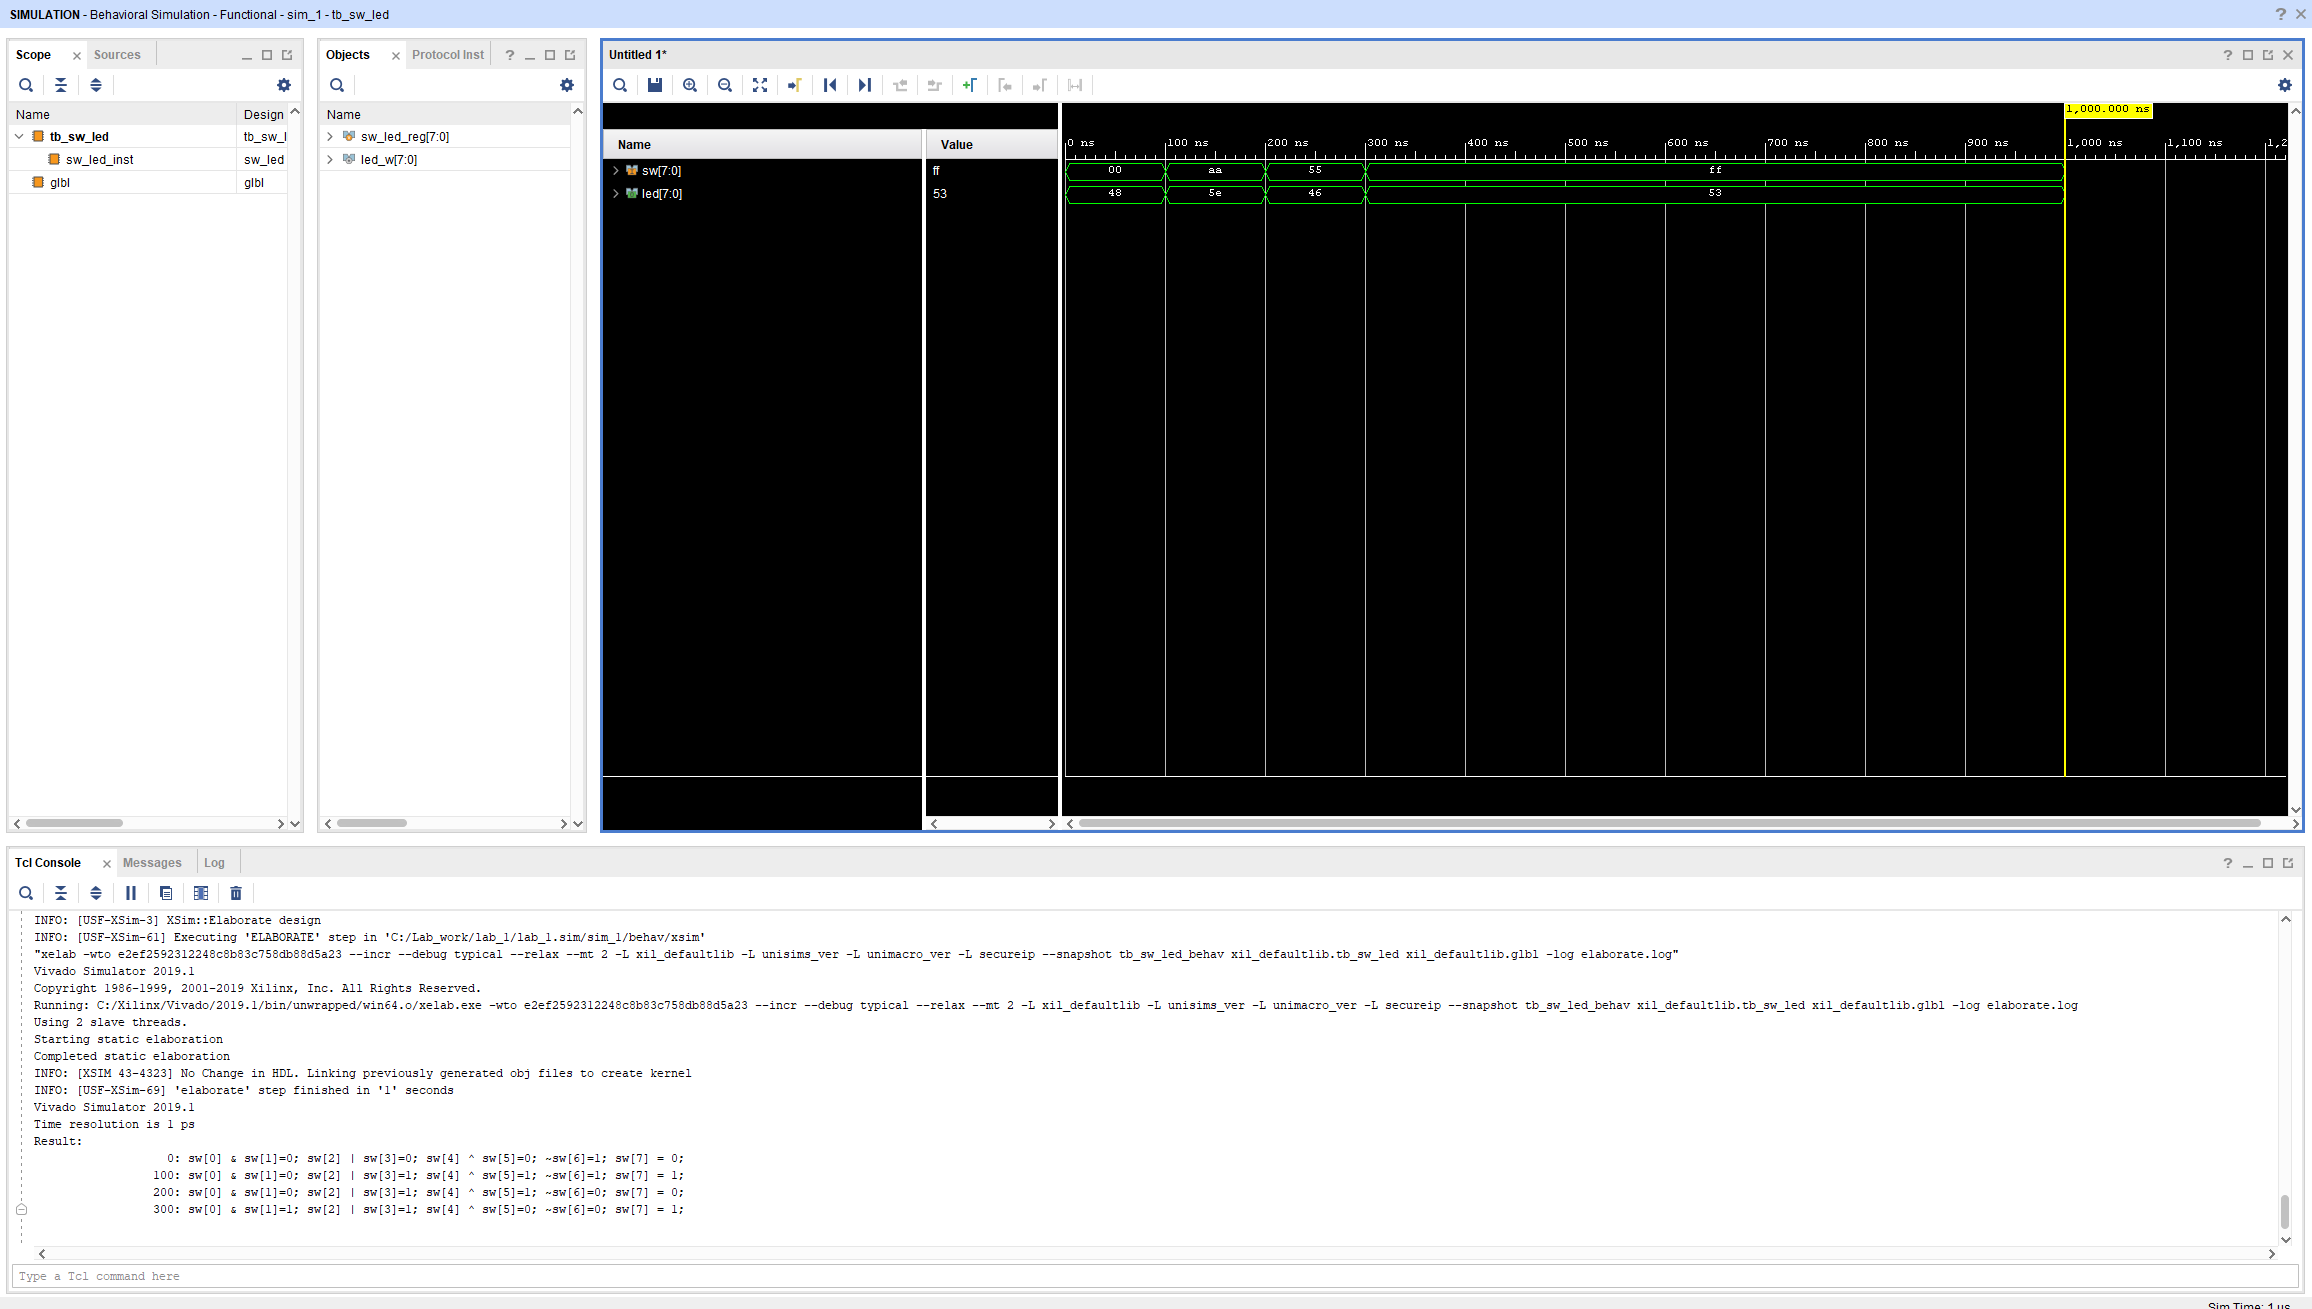 SIMULATION - Behavioral Simulation - Functional - sim_1 - tb_sw_led
Scope Sources
Name Design
tb_sw_led tb_sw_l
sw_led_inst sw_led
glbl glbl
Objects Protocol Inst
Name
sw_led_reg[7:0]
led_w[7:0]
Untitled 1*
1,000.000 ns
Name Value
0 ns 100 ns 200 ns 300 ns 400 ns 500 ns 600 ns 700 ns 800 ns 900 ns 1,000 ns 1,100 ns 1,2
sw[7:0] ff 00 aa 55 ff
led[7:0] 53 48 5e 46 53
Tcl Console Messages Log
INFO: [USF-XSim-3] XSim::Elaborate design
INFO: [USF-XSim-61] Executing 'ELABORATE' step in 'C:/Lab_work/lab_1/lab_1.sim/sim_1/behav/xsim'
"xelab -wto e2ef2592312248c8b83c758db88d5a23 --incr --debug typical --relax --mt 2 -L xil_defaultlib -L unisims_ver -L unimacro_ver -L secureip --snapshot tb_sw_led_behav xil_defaultlib.tb_sw_led xil_defaultlib.glbl -log elaborate.log"
Vivado Simulator 2019.1
Copyright 1986-1999, 2001-2019 Xilinx, Inc. All Rights Reserved.
Running: C:/Xilinx/Vivado/2019.1/bin/unwrapped/win64.o/xelab.exe -wto e2ef2592312248c8b83c758db88d5a23 --incr --debug typical --relax --mt 2 -L xil_defaultlib -L unisims_ver -L unimacro_ver -L secureip --snapshot tb_sw_led_behav xil_defaultlib.tb_sw_led xil_defaultlib.glbl -log elaborate.log
Using 2 slave threads.
Starting static elaboration
Completed static elaboration
INFO: [XSIM 43-4323] No Change in HDL. Linking previously generated obj files to create kernel
INFO: [USF-XSim-69] 'elaborate' step finished in '1' seconds
Vivado Simulator 2019.1
Time resolution is 1 ps
Result:
0: sw[0] & sw[1]=0; sw[2] | sw[3]=0; sw[4] ^ sw[5]=0; ~sw[6]=1; sw[7] = 0;
100: sw[0] & sw[1]=0; sw[2] | sw[3]=1; sw[4] ^ sw[5]=1; ~sw[6]=1; sw[7] = 1;
200: sw[0] & sw[1]=0; sw[2] | sw[3]=1; sw[4] ^ sw[5]=1; ~sw[6]=0; sw[7] = 0;
300: sw[0] & sw[1]=1; sw[2] | sw[3]=1; sw[4] ^ sw[5]=0; ~sw[6]=0; sw[7] = 1;
Type a Tcl command here
Sim Time: 1 us